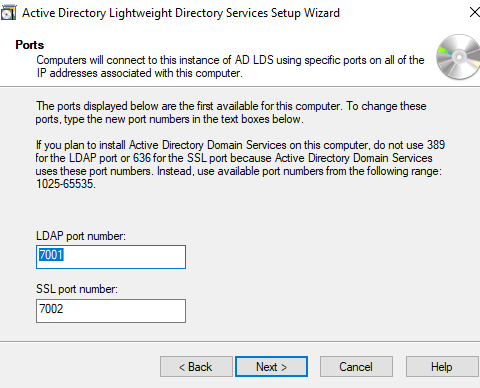 Active Directory Lightweight Directory Services Setup Wizard
Ports
Computers will connect to this instance of AD LDS using specific ports on all of the
IP addresses associated with this computer.
The ports displayed below are the first available for this computer. To change these
ports, type the new port numbers in the text boxes below.
If you plan to install Active Directory Domain Services on this computer, do not use 389
for the LDAP port or 636 for the SSL port because Active Directory Domain Services
uses these port numbers. Instead, use available port numbers from the following range:
1025-65535.
LDAP port number:
7001
SSL port number:
7002
< Back
Next >
Cancel
Help